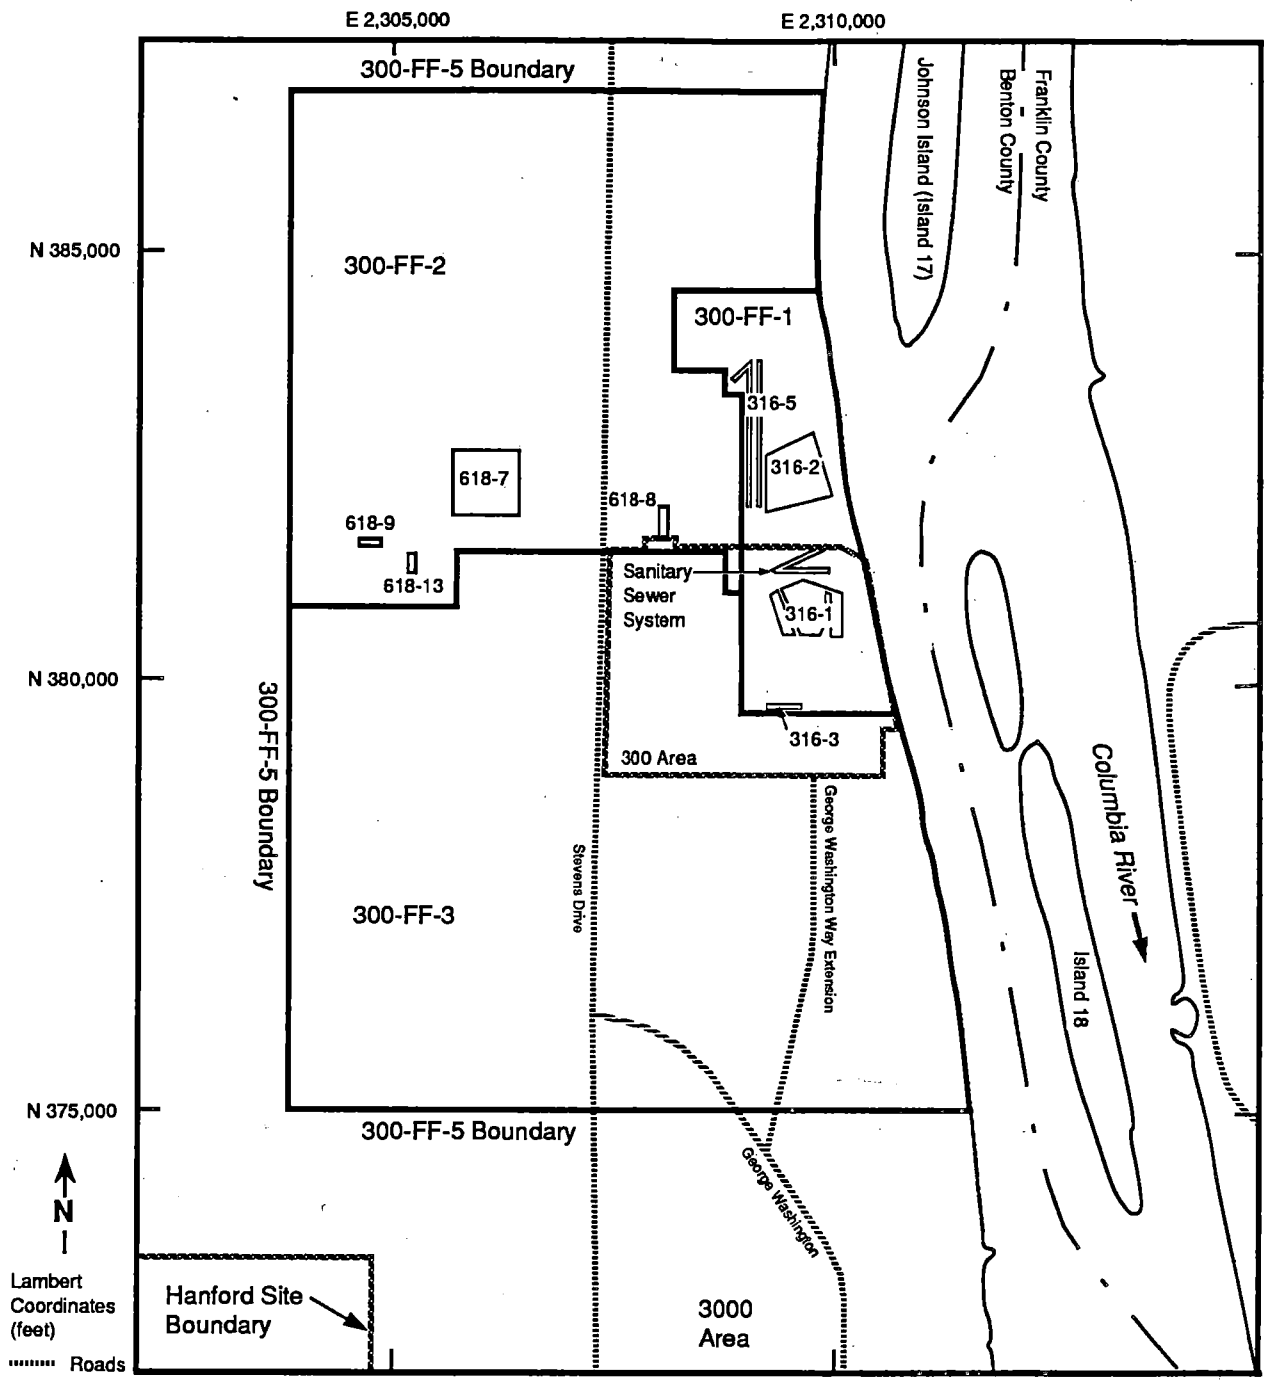 E 2,305,000
E 2,310,000
300-FF-5 Boundary
Johnson Island (Island 17)
Franklin County
Benton County
N 385,000
300-FF-2
300-FF-1
316-5
316-2
618-7
618-8
618-9
618-13
Sanitary
Sewer
System
316-1
N 380,000
316-3
300 Area
300-FF-5 Boundary
Columbia River
George Washington Way Extension
Stevens Drive
300-FF-3
Island 18
N 375,000
300-FF-5 Boundary
George Washington
N
Lambert
Coordinates
(feet)
Roads
Hanford Site
Boundary
3000
Area